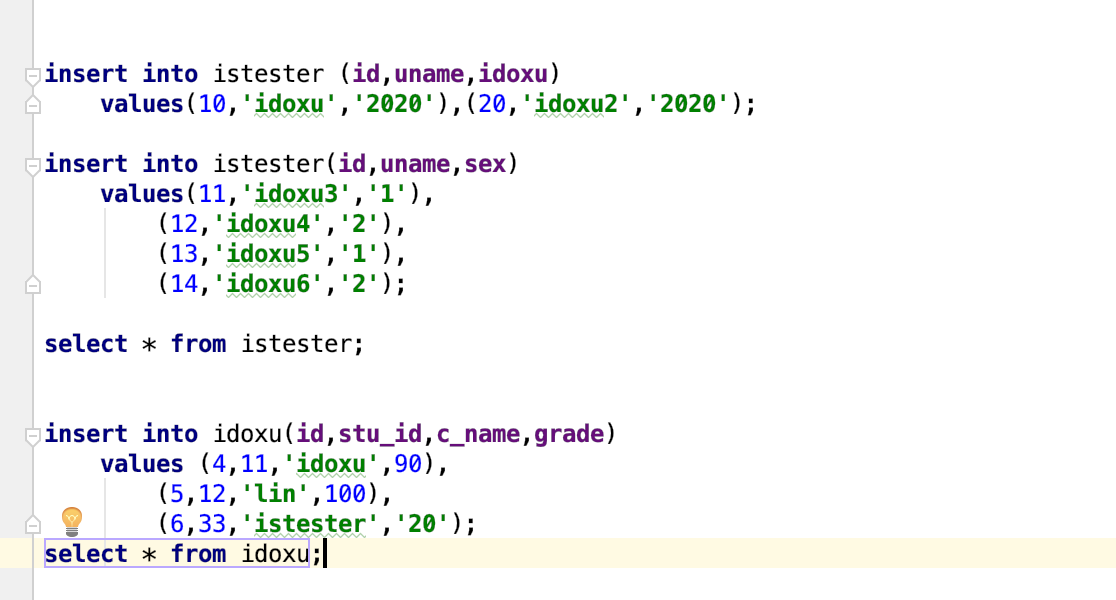 insert into istester (id,uname,idoxu)
values(10,'idoxu','2020'),(20,'idoxu2','2020');
insert into istester(id,uname,sex)
values(11,'idoxu3','1'),
(12,'idoxu4','2'),
(13,'idoxu5','1'),
(14,'idoxu6','2');
select * from istester;
insert into idoxu(id,stu_id,c_name,grade)
values (4,11,'idoxu',90),
(5,12,'lin',100),
(6,33,'istester','20');
select * from idoxu;